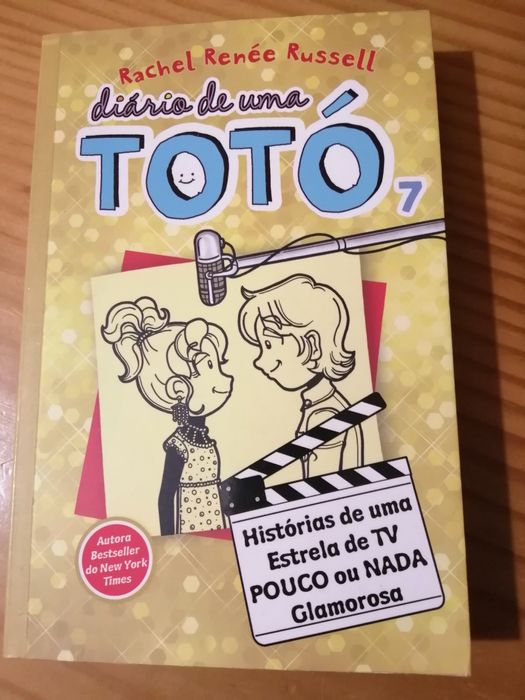 Rachel Renée Russell
diário de uma
TOTÓ 7
Histórias de uma
Estrela de TV
POUCO ou NADA
Glamorosa
Autora
Bestseller
do New York
Times